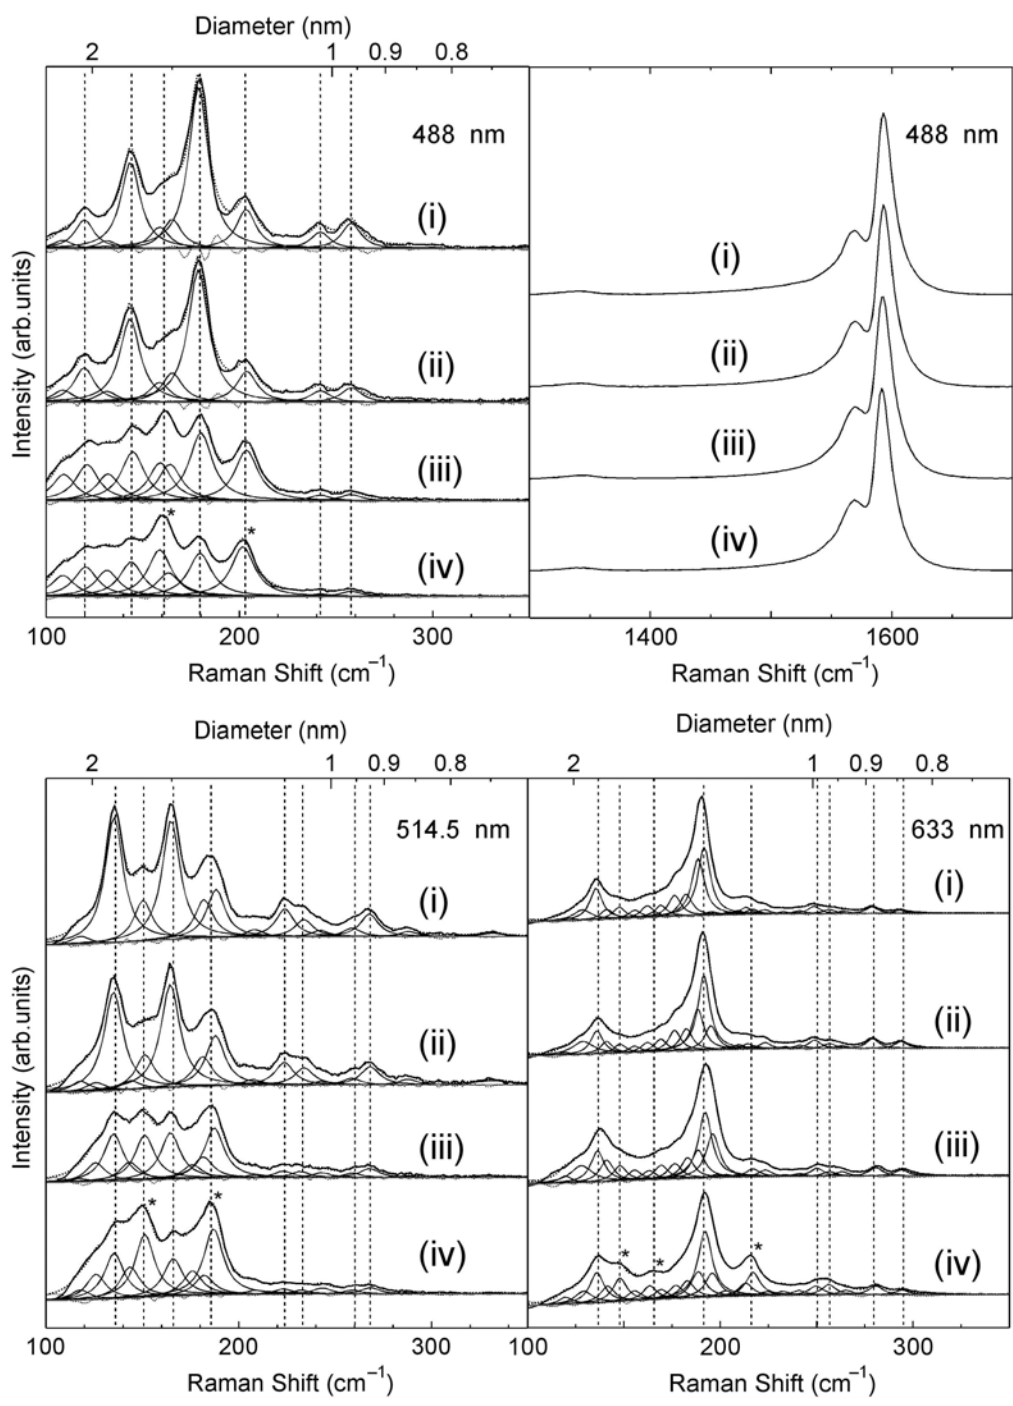 Diameter (nm)
2 1 0.9 0.8
488 nm
488 nm
(i)
(i)
(ii)
(ii)
(iii)
(iii)
* *
(iv)
(iv)
Intensity (arb.units)
100 200 300
1400 1600
Raman Shift (cm⁻¹)
Raman Shift (cm⁻¹)
Diameter (nm)
Diameter (nm)
2 1 0.9 0.8
2 1 0.9 0.8
514.5 nm
633 nm
(i)
(i)
(ii)
(ii)
(iii)
(iii)
* *
* * *
(iv)
(iv)
Intensity (arb.units)
100 200 300
100 200 300
Raman Shift (cm⁻¹)
Raman Shift (cm⁻¹)